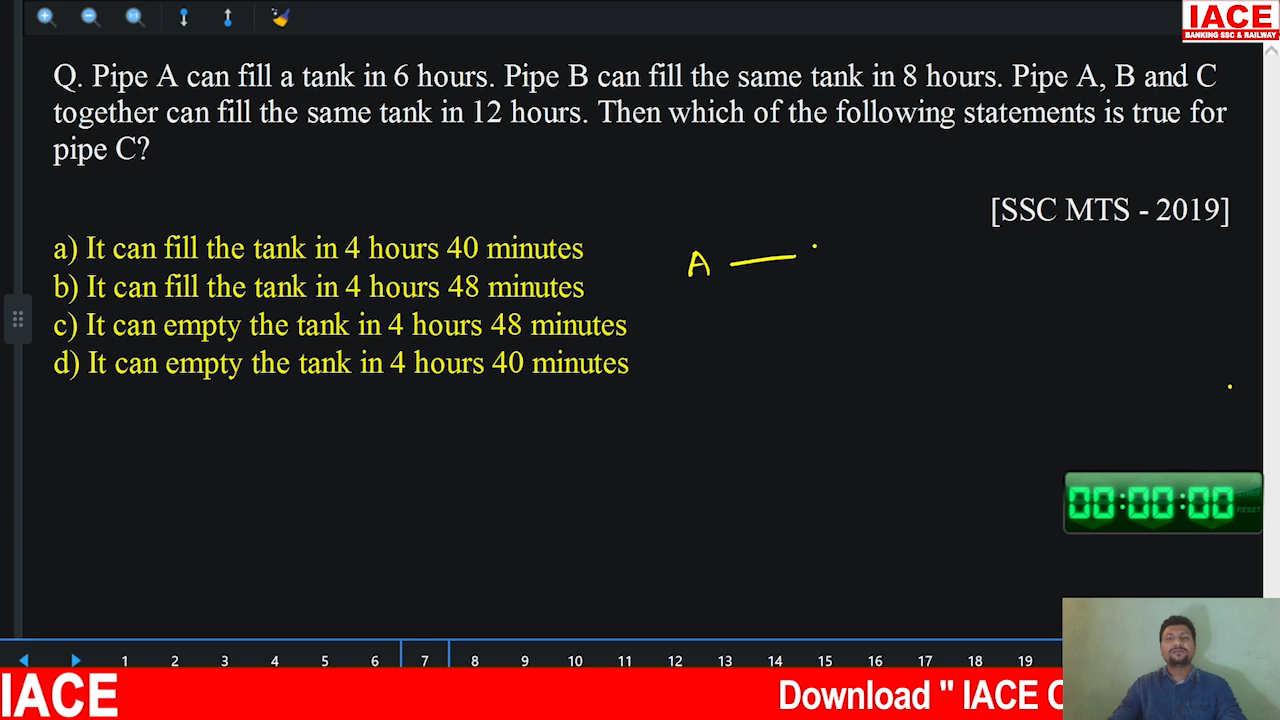 IACE
BANKING SSC & RAILWAY
Q. Pipe A can fill a tank in 6 hours. Pipe B can fill the same tank in 8 hours. Pipe A, B and C
together can fill the same tank in 12 hours. Then which of the following statements is true for
pipe C?
[SSC MTS - 2019]
a) It can fill the tank in 4 hours 40 minutes
b) It can fill the tank in 4 hours 48 minutes
c) It can empty the tank in 4 hours 48 minutes
d) It can empty the tank in 4 hours 40 minutes
A —
00:00:00
RESET
1 2 3 4 5 6 7 8 9 10 11 12 13 14 15 16 17 18 19
IACE
Download " IACE